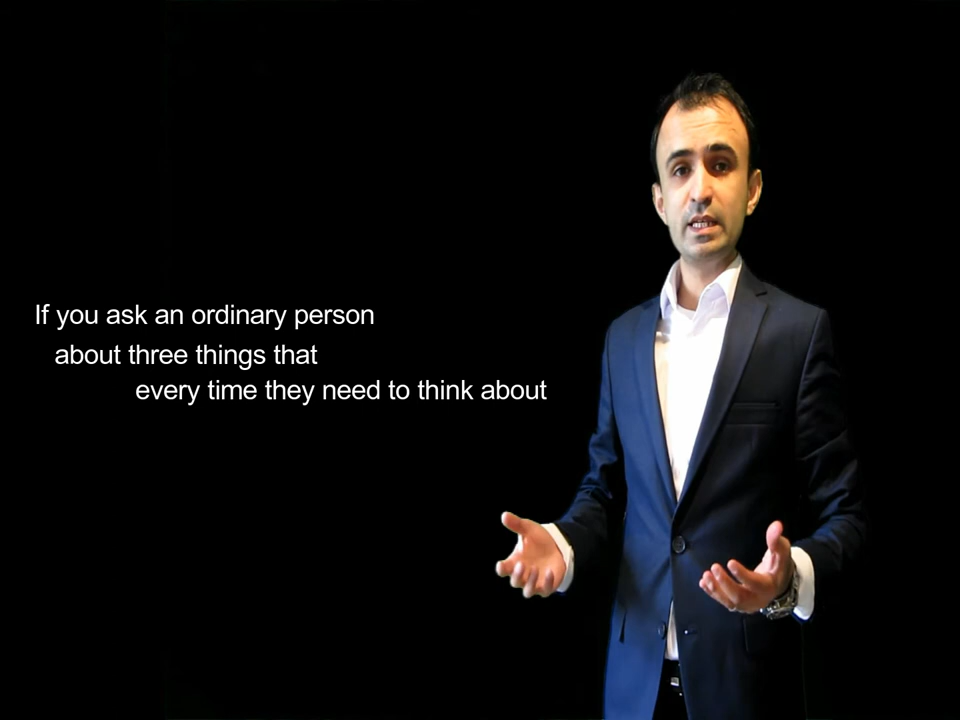 If you ask an ordinary person
about three things that
every time they need to think about